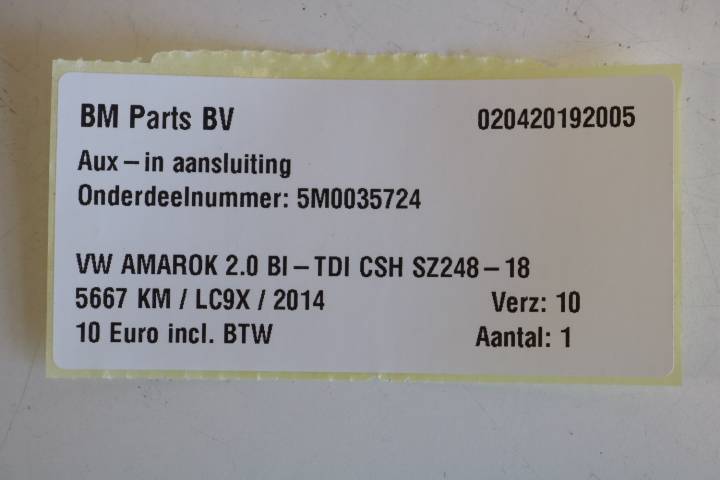 BM Parts BV 020420192005
Aux – in aansluiting
Onderdeelnummer: 5M0035724
VW AMAROK 2.0 BI – TDI CSH SZ248 – 18
5667 KM / LC9X / 2014 Verz: 10
10 Euro incl. BTW Aantal: 1